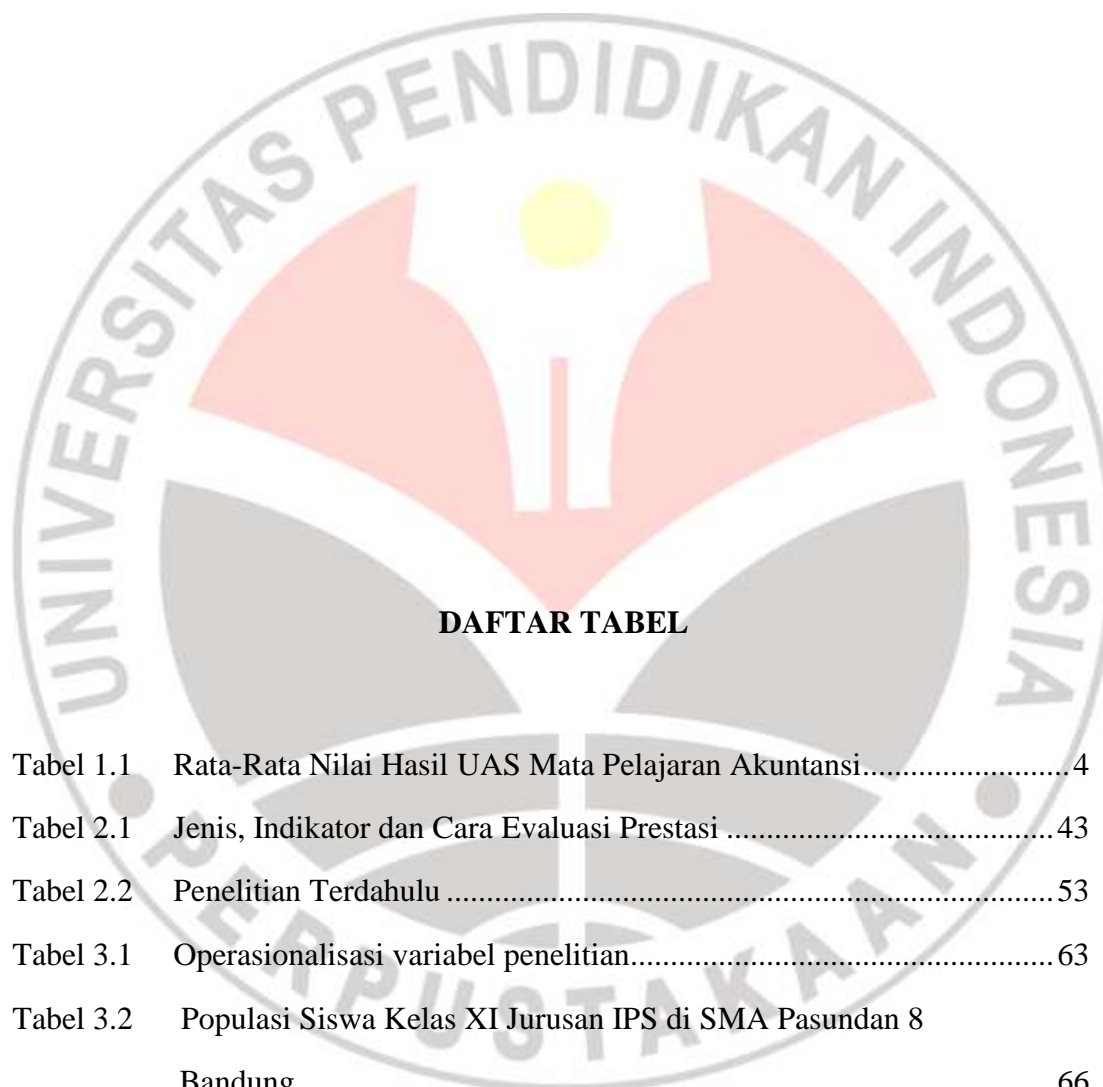 UNIVERSITAS PENDIDIKAN INDONESIA
PERPUSTAKAAN
DAFTAR TABEL
Tabel 1.1 Rata-Rata Nilai Hasil UAS Mata Pelajaran Akuntansi.........................4
Tabel 2.1 Jenis, Indikator dan Cara Evaluasi Prestasi ....................................43
Tabel 2.2 Penelitian Terdahulu ...................................................................53
Tabel 3.1 Operasionalisasi variabel penelitian...............................................63
Tabel 3.2 Populasi Siswa Kelas XI Jurusan IPS di SMA Pasundan 8
Bandung....................................................................................66